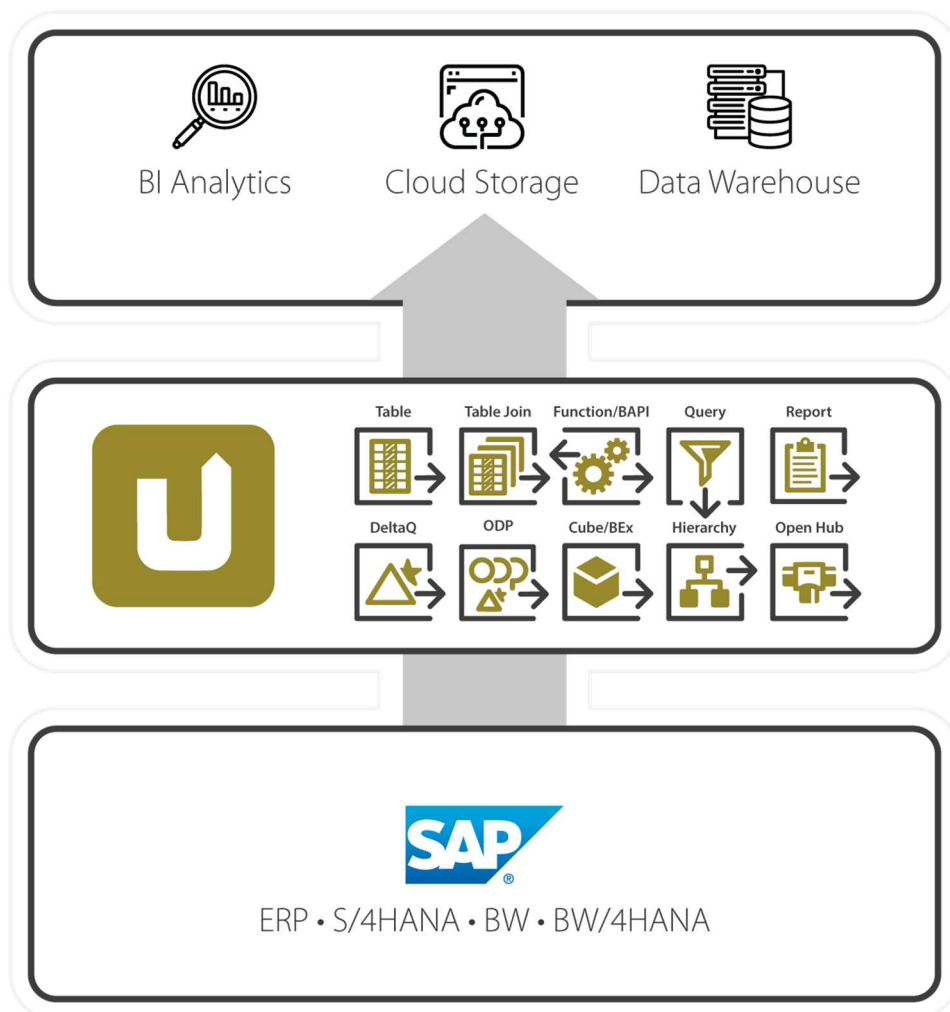 BI Analytics
Cloud Storage
Data Warehouse
Table
Table Join
Function/BAPI
Query
Report
DeltaQ
ODP
Cube/BEx
Hierarchy
Open Hub
ODP
SAP®
ERP • S/4HANA • BW • BW/4HANA